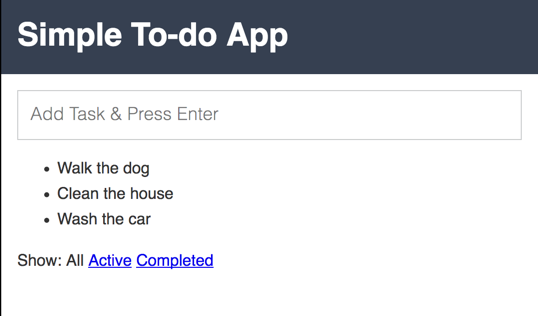 Simple To-do App
Add Task & Press Enter
Walk the dog
Clean the house
Wash the car
Show: All Active Completed